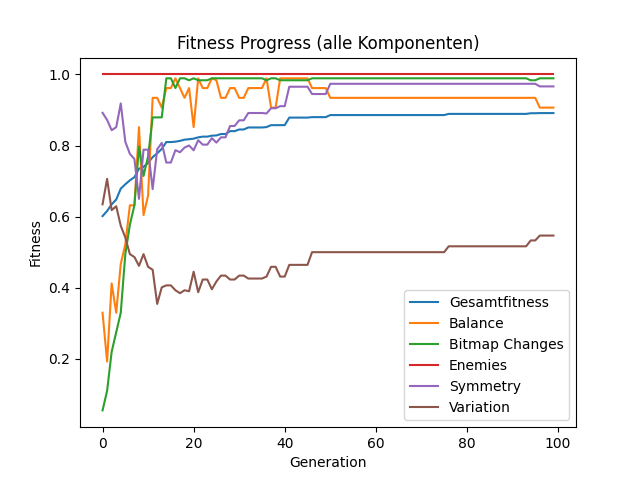 Fitness Progress (alle Komponenten)
1.0
0.8
0.6
0.4
0.2
Fitness
0
20
40
60
80
100
Generation
Gesamtfitness
Balance
Bitmap Changes
Enemies
Symmetry
Variation